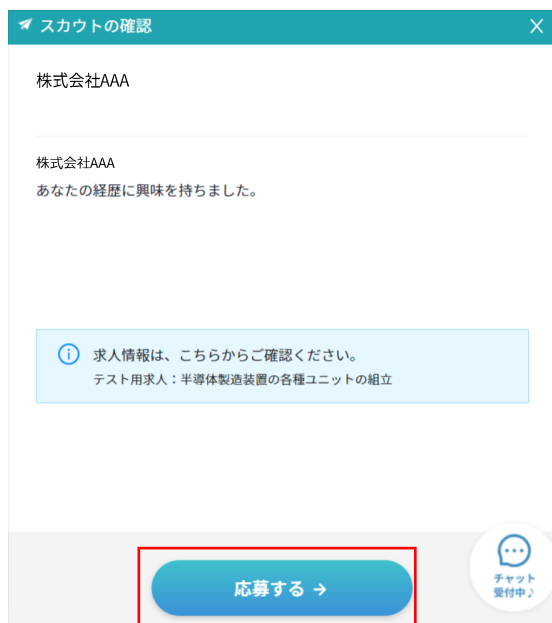 スカウトの確認
株式会社AAA
株式会社AAA
あなたの経歴に興味を持ちました。
求人情報は、こちらからご確認ください。
テスト用求人：半導体製造装置の各種ユニットの組立
応募する →
チャット
受付中♪